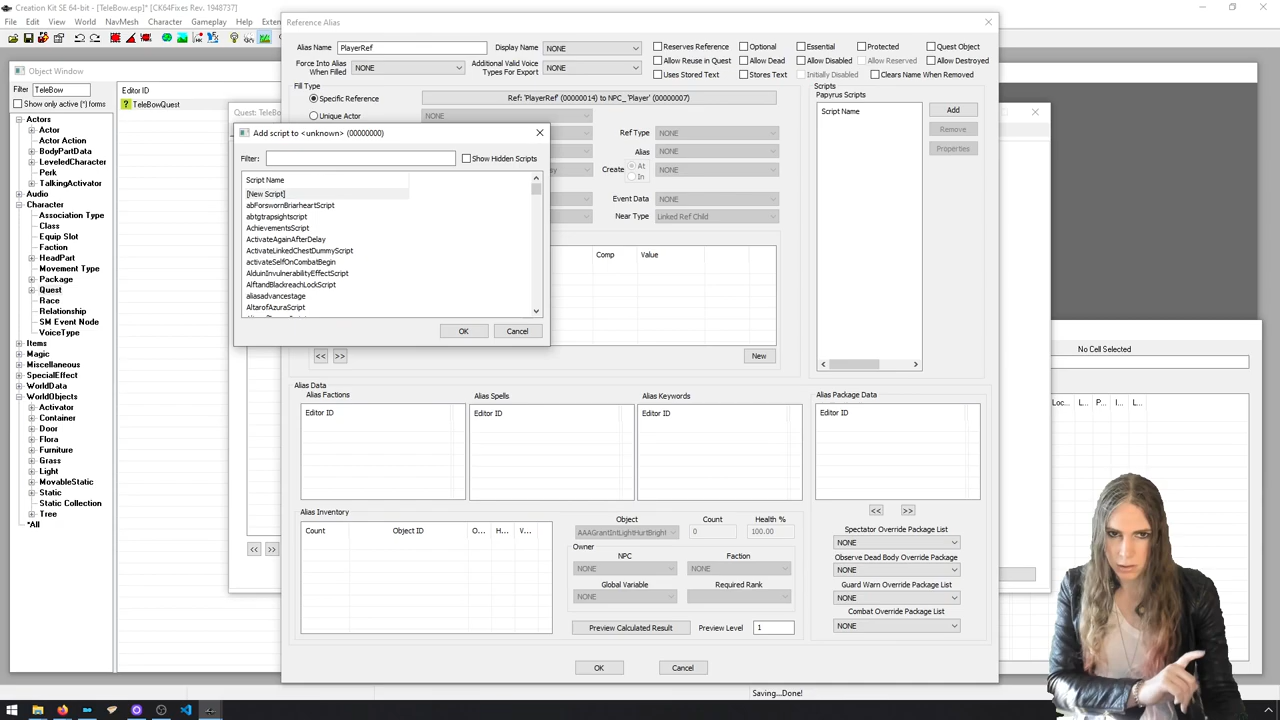 Creation Kit SE 64-bit - TeleBow.esp]* (CK64Fixes Rev. 1948737)
File Edit View World NavMesh Character Gameplay Help
Object Window
Filter TeleBow
Show only active (*) forms
Actors
Actor
Actor Action
BodyPartData
LeveledCharacter
Perk
TalkingActivator
Audio
Character
Association Type
Class
Equip Slot
Faction
HeadPart
Movement Type
Package
Quest
Race
Relationship
SM Event Node
VoiceType
Items
Magic
Miscellaneous
SpecialEffect
WorldData
WorldObjects
Activator
Container
Door
Flora
Furniture
Grass
Light
MovableStatic
Static
Static Collection
Tree
*All
Editor ID
TeleBowQuest
Quest: TeleBo
<< >>
Reference Alias
Alias Name PlayerRef Display Name NONE
Force Into Alias When Filled NONE Additional Valid Voice Types For Export NONE
Reserves Reference Optional Essential Protected Quest Object
Allow Reuse in Quest Allow Dead Allow Disabled Allow Reserved Allow Destroyed
Uses Stored Text Stores Text Initially Disabled Clears Name When Removed
Fill Type
Specific Reference Ref: 'PlayerRef' (00000014) to NPC_ 'Player' (00000007)
Unique Actor NONE
Ref Type NONE
Alias NONE
Create At In NONE
Event Data NONE
Near Type Linked Ref Child
Comp Value
<< >> New
Scripts
Papyrus Scripts
Script Name
Add
Remove
Properties
Add script to <unknown> (00000000)
Filter: Show Hidden Scripts
Script Name
[New Script]
abForswornBriarheartScript
abtgtrapsightscript
AchievementsScript
ActivateAgainAfterDelay
ActivateLinkedChestDummyScript
activateSelfOnCombatBegin
AlduinInvulnerabilityEffectScript
AlftandBlackreachLockScript
aliasadvancestage
AltarofAzuraScript
OK Cancel
Alias Data
Alias Factions Alias Spells Alias Keywords Alias Package Data
Editor ID Editor ID Editor ID Editor ID
<< >>
Alias Inventory
Count Object ID O... H... V...
Object Count Health %
AAAGrantIntLightHurtBright 0 100.00
Owner
NPC Faction
NONE NONE
Global Variable Required Rank
NONE
Preview Calculated Result Preview Level 1
Spectator Override Package List
NONE
Observe Dead Body Override Package
NONE
Guard Warn Override Package List
NONE
Combat Override Package List
NONE
OK Cancel
No Cell Selected
Loc... L... P... I... L...
Saving...Done!